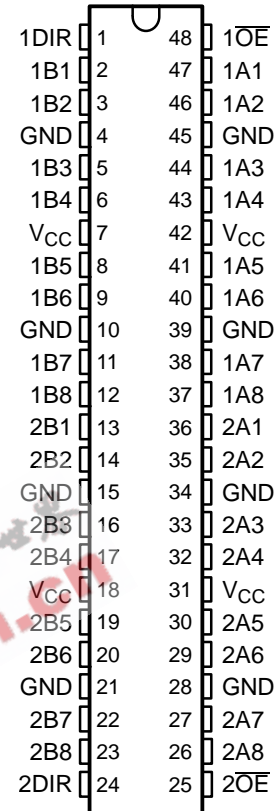 1DIR 1 48 1O̅E̅
1B1 2 47 1A1
1B2 3 46 1A2
GND 4 45 GND
1B3 5 44 1A3
1B4 6 43 1A4
VCC 7 42 VCC
1B5 8 41 1A5
1B6 9 40 1A6
GND 10 39 GND
1B7 11 38 1A7
1B8 12 37 1A8
2B1 13 36 2A1
2B2 14 35 2A2
GND 15 34 GND
2B3 16 33 2A3
2B4 17 32 2A4
VCC 18 31 VCC
2B5 19 30 2A5
2B6 20 29 2A6
GND 21 28 GND
2B7 22 27 2A7
2B8 23 26 2A8
2DIR 24 25 2O̅E̅